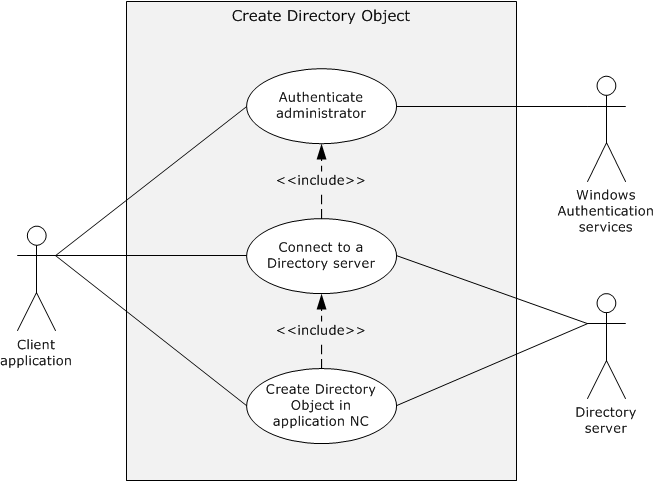 Create Directory Object
Authenticate
administrator
<<include>>
Windows
Authentication
services
Connect to a
Directory server
<<include>>
Client
application
Create Directory
Object in
application NC
Directory
server